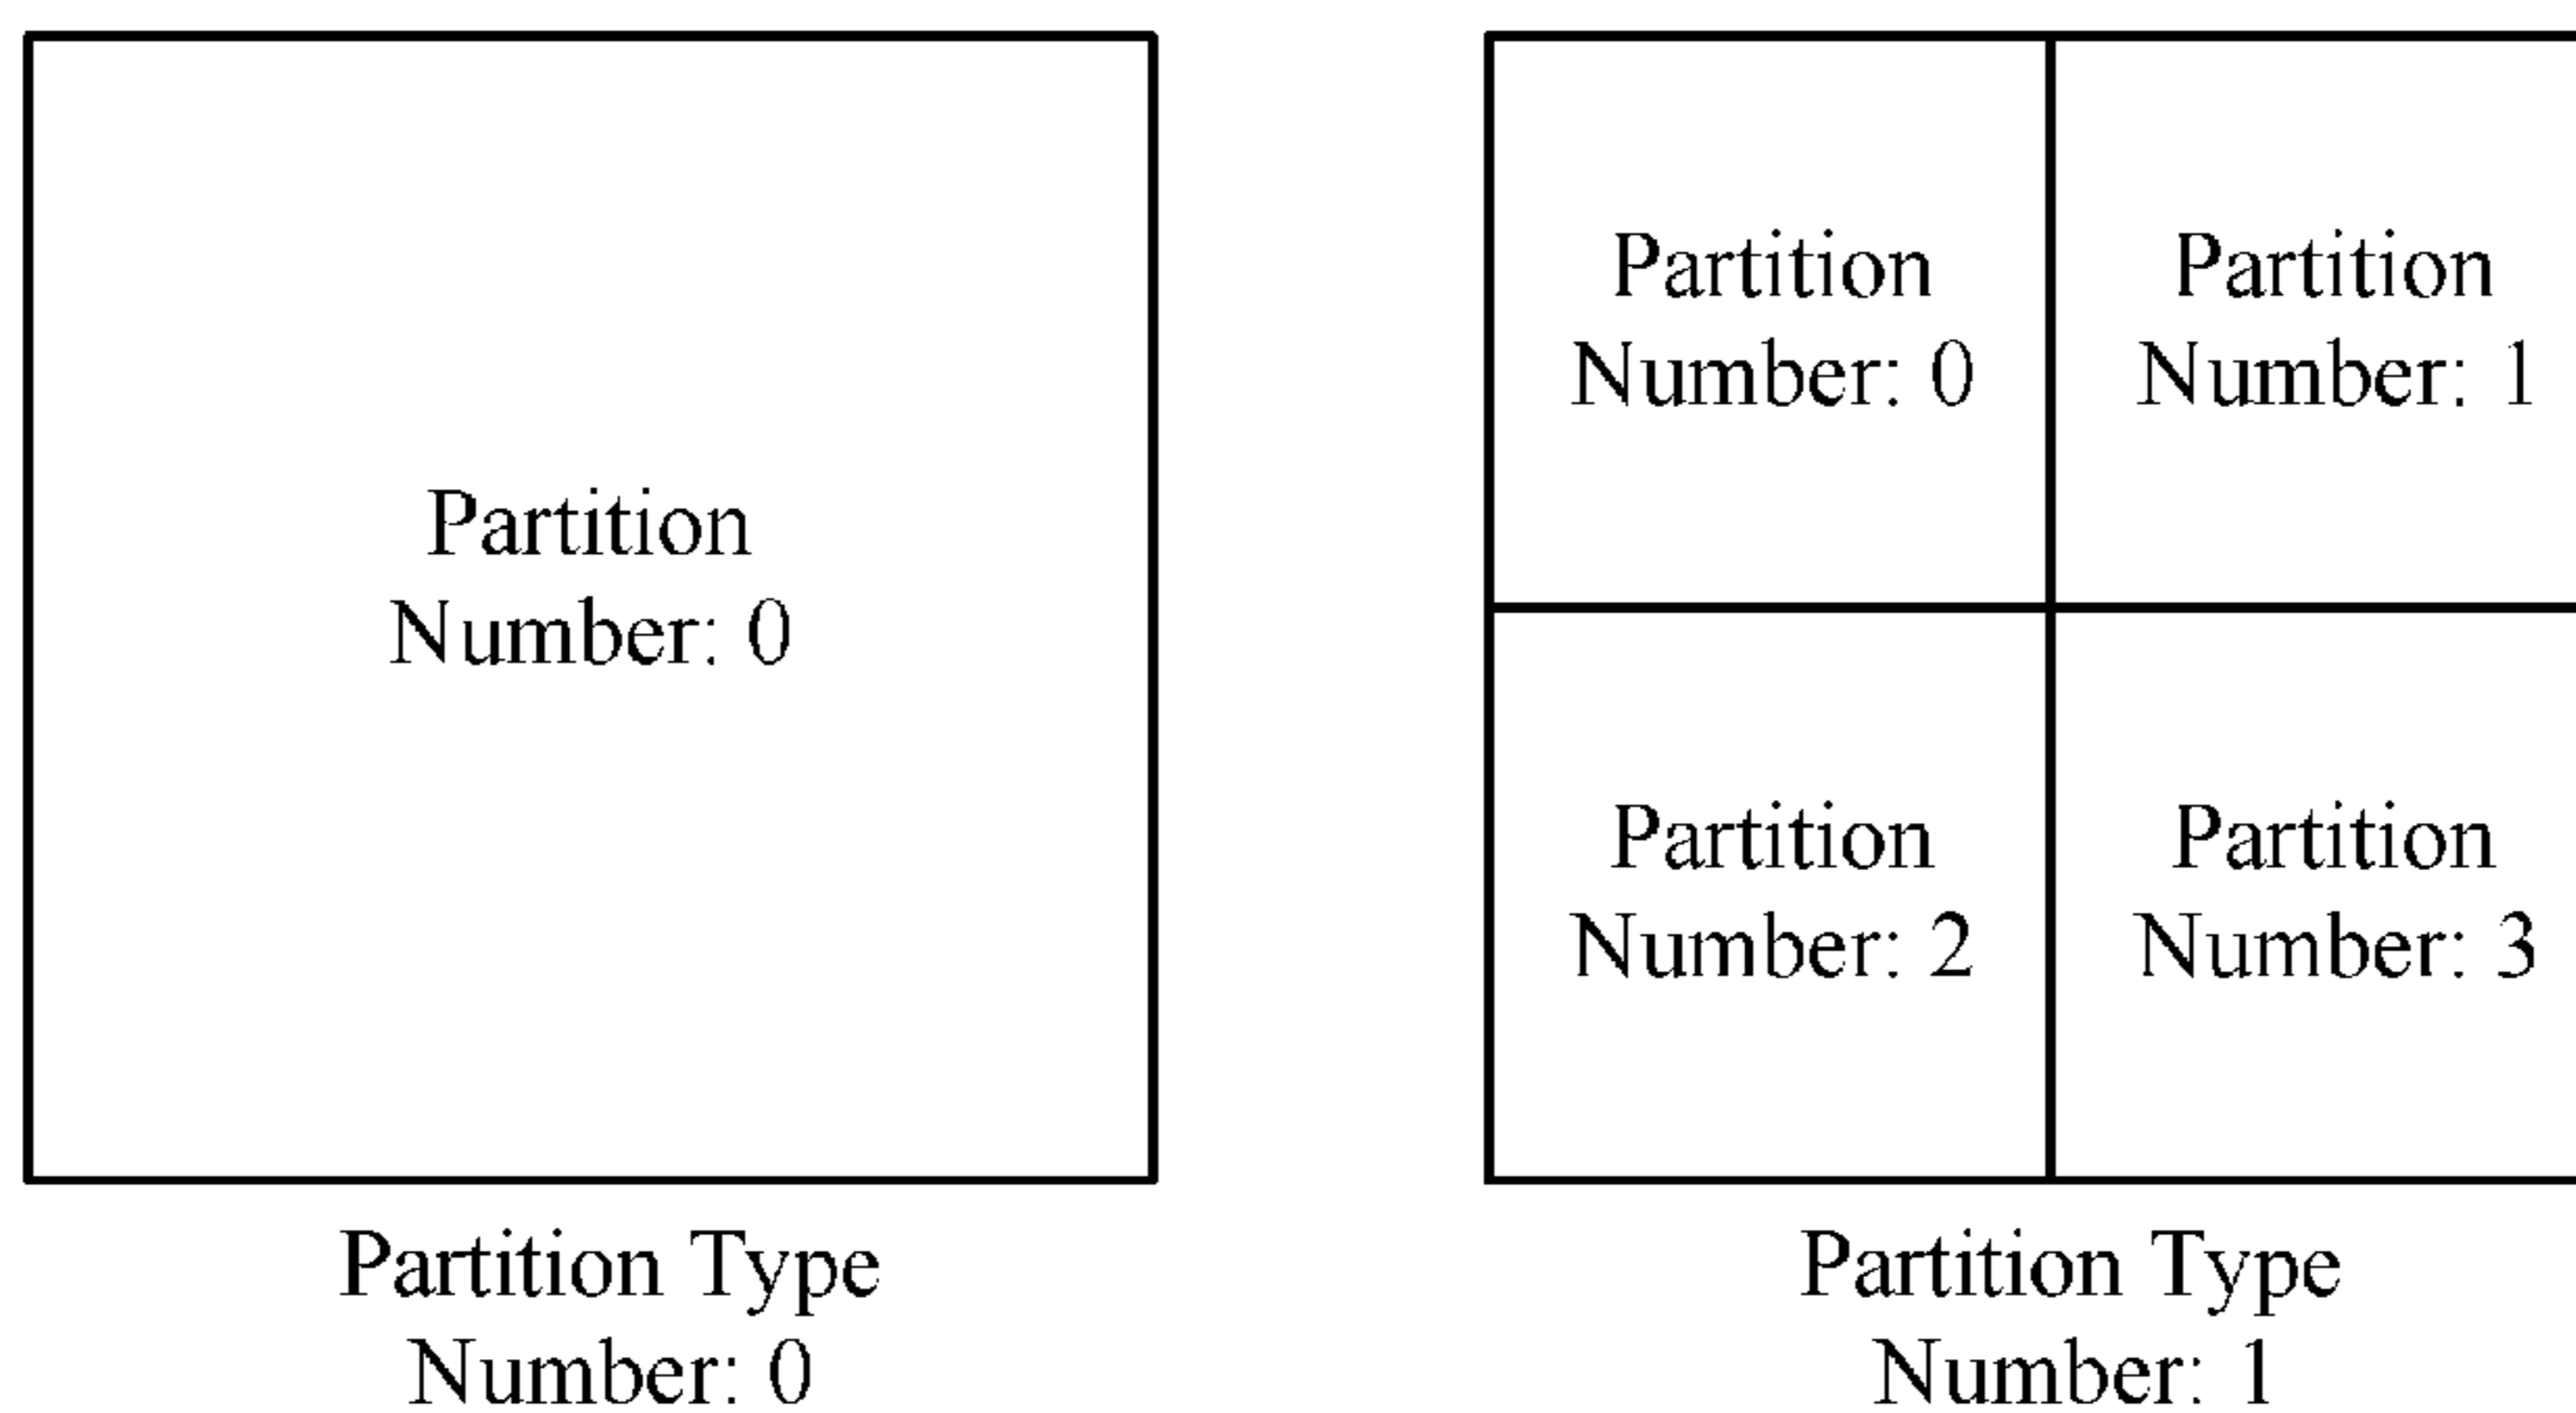 Partition
Number: 0
Partition Type
Number: 0
Partition
Number: 0
Partition
Number: 1
Partition
Number: 2
Partition
Number: 3
Partition Type
Number: 1